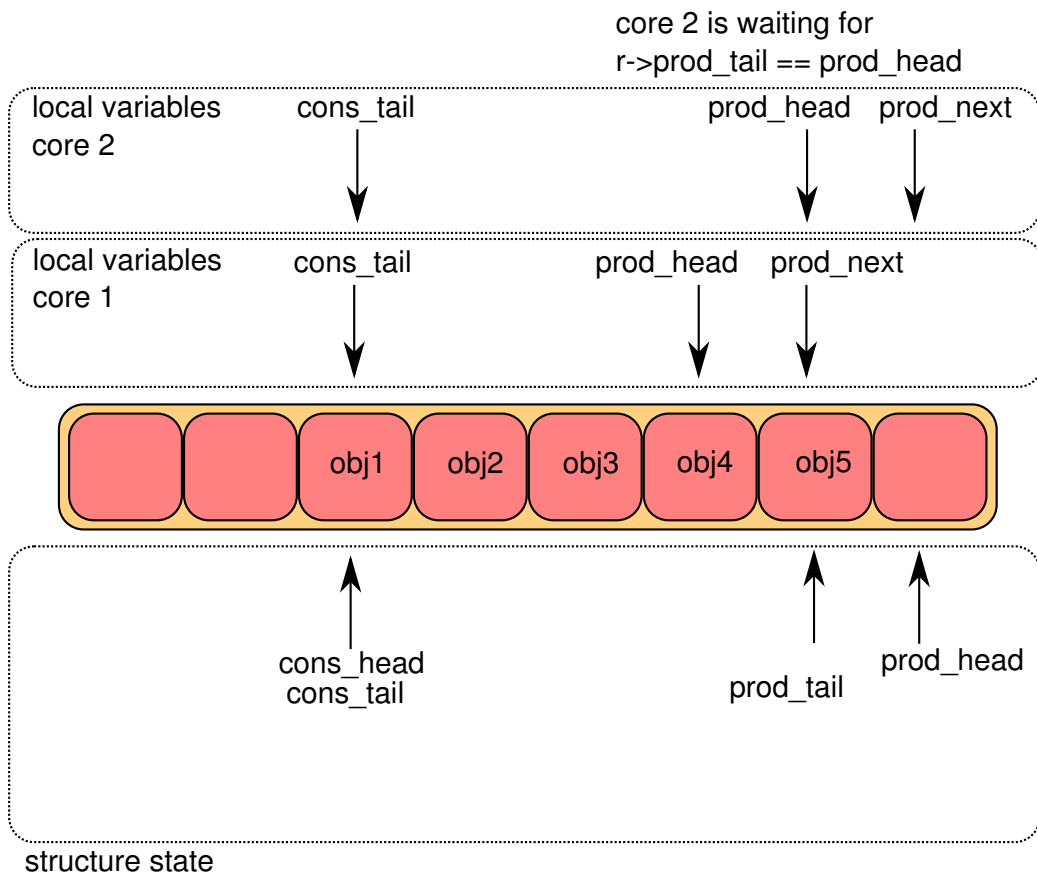 core 2 is waiting for
r->prod_tail == prod_head
local variables
core 2
cons_tail
prod_head
prod_next
local variables
core 1
cons_tail
prod_head
prod_next
obj1
obj2
obj3
obj4
obj5
cons_head
cons_tail
prod_tail
prod_head
structure state